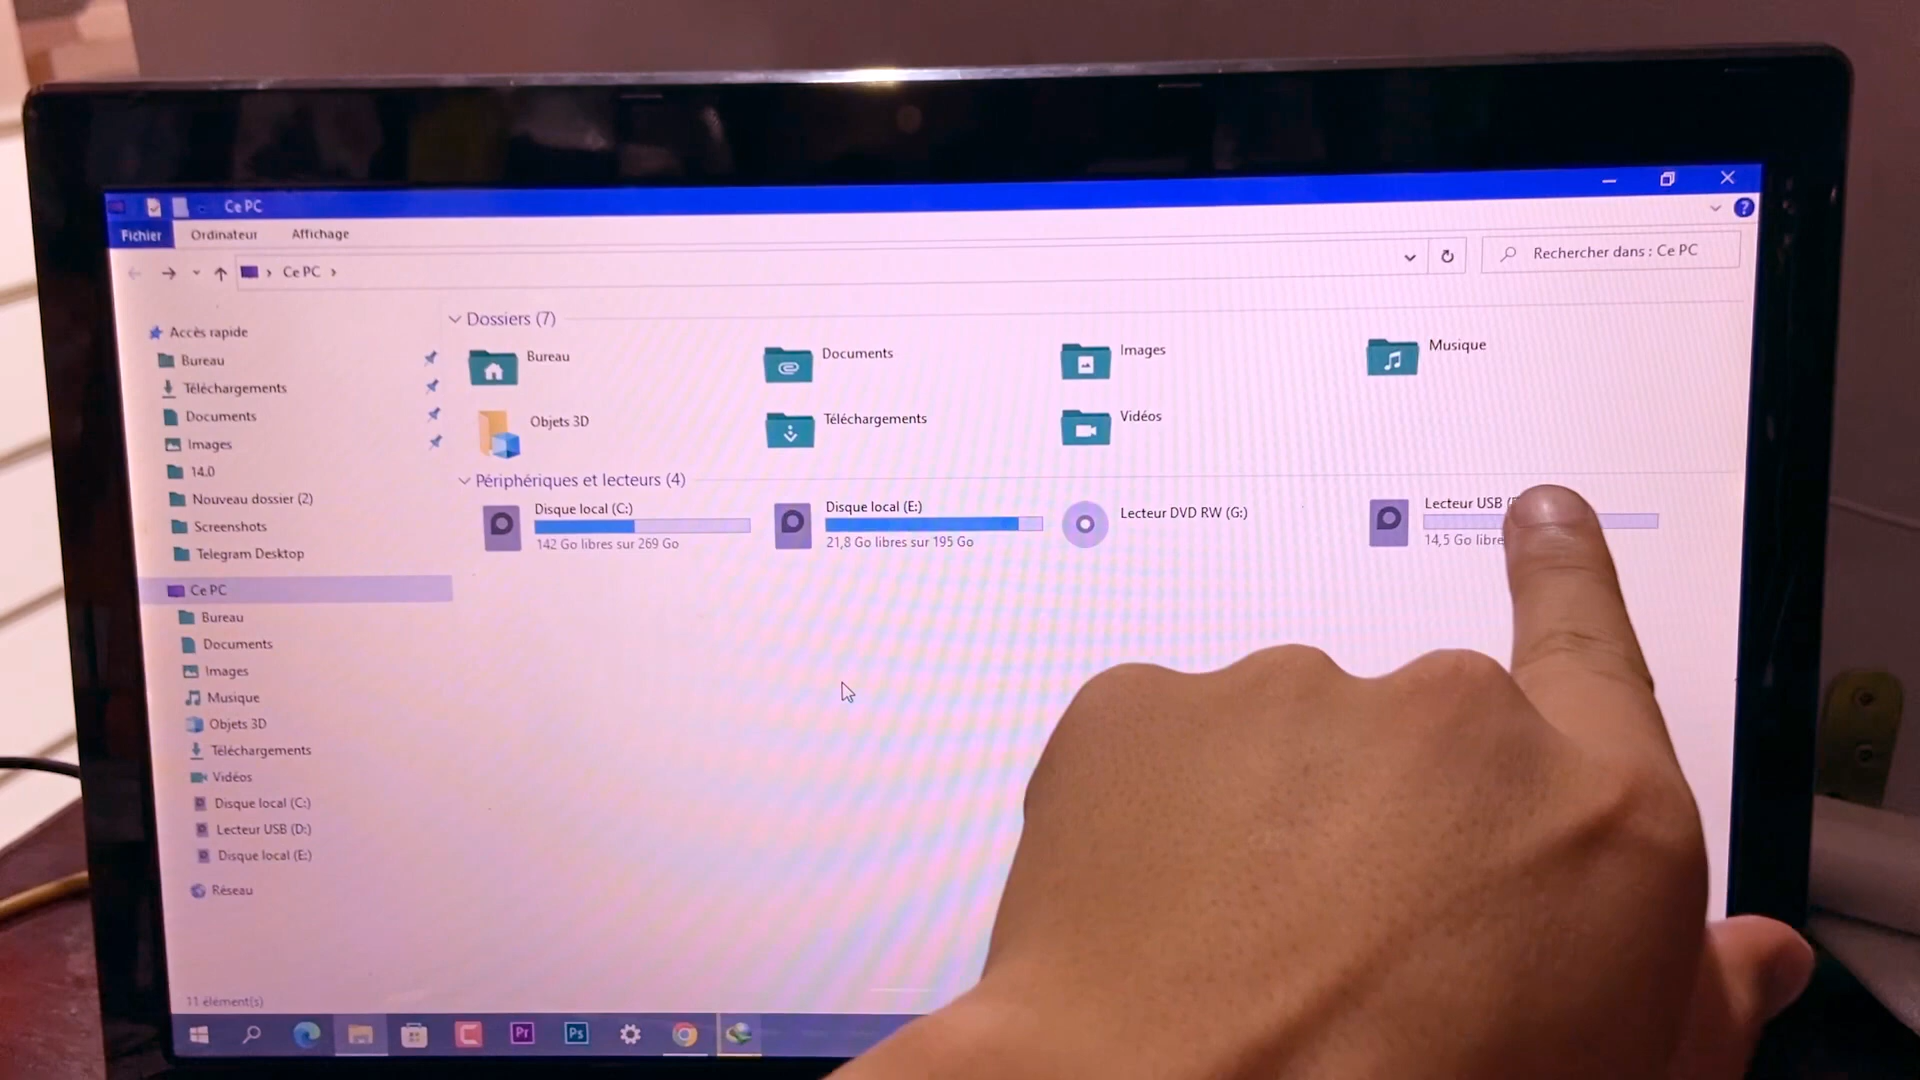 Ce PC
Fichier
Ordinateur
Affichage
Ce PC
Rechercher dans : Ce PC
Accès rapide
Bureau
Téléchargements
Documents
Images
14.0
Nouveau dossier (2)
Screenshots
Telegram Desktop
Ce PC
Bureau
Documents
Images
Musique
Objets 3D
Téléchargements
Vidéos
Disque local (C:)
Lecteur USB (D:)
Disque local (E:)
Réseau
11 élément(s)
Dossiers (7)
Bureau
Documents
Images
Musique
Objets 3D
Téléchargements
Vidéos
Périphériques et lecteurs (4)
Disque local (C:)
142 Go libres sur 269 Go
Disque local (E:)
21,8 Go libres sur 195 Go
Lecteur DVD RW (G:)
Lecteur USB
14,5 Go libre
Pr
Ps